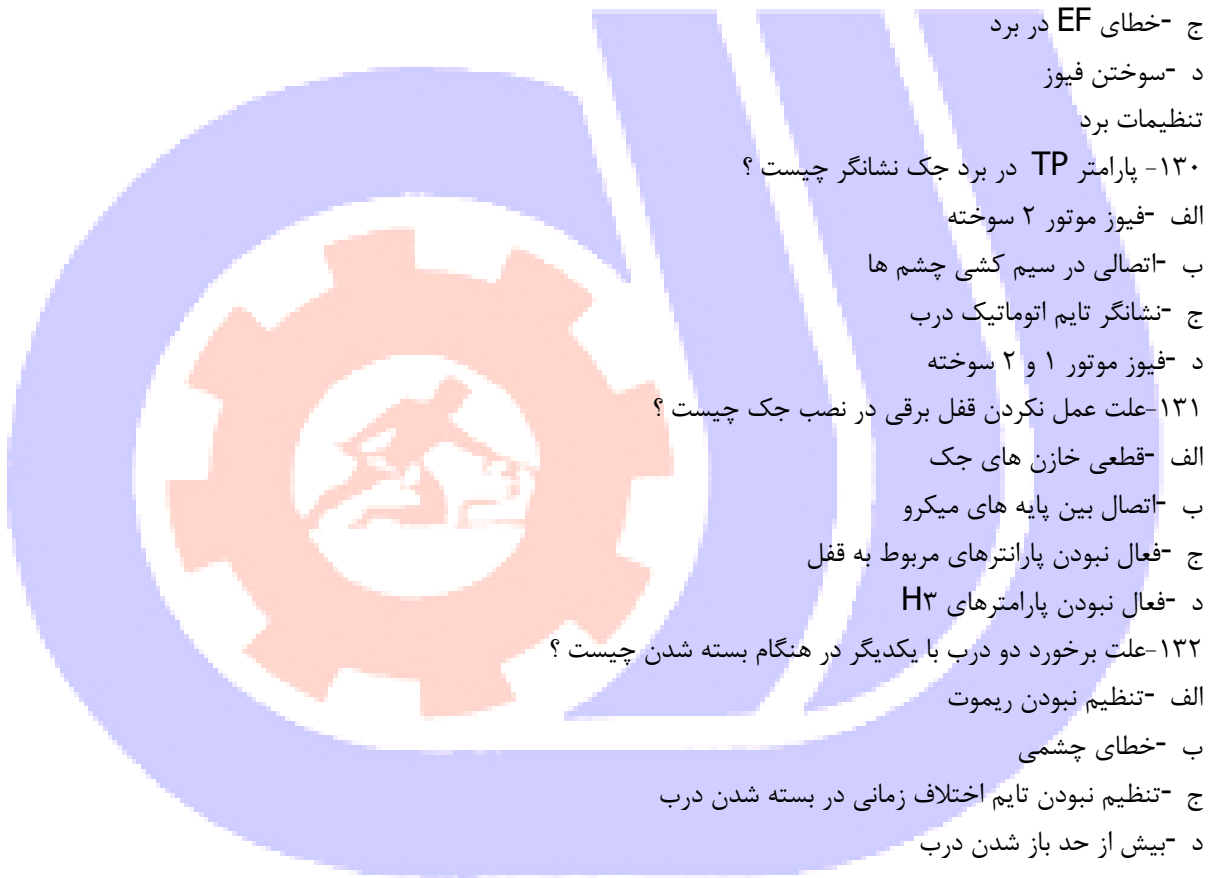 ج -خطای EF در برد
د -سوختن فیوز
تنظیمات برد
۱۳۰- پارامتر TP در برد جک نشانگر چیست ؟
الف -فیوز موتور ۲ سوخته
ب -اتصالی در سیم کشی چشم ها
ج -نشانگر تایم اتوماتیک درب
د -فیوز موتور ۱ و ۲ سوخته
۱۳۱-علت عمل نکردن قفل برقی در نصب جک چیست ؟
الف -قطعی خازن های جک
ب -اتصال بین پایه های میکرو
ج -فعال نبودن پارانترهای مربوط به قفل
د -فعال نبودن پارامترهای H۳
۱۳۲-علت برخورد دو درب با یکدیگر در هنگام بسته شدن چیست ؟
الف -تنظیم نبودن ریموت
ب -خطای چشمی
ج -تنظیم نبودن تایم اختلاف زمانی در بسته شدن درب
د -بیش از حد باز شدن درب